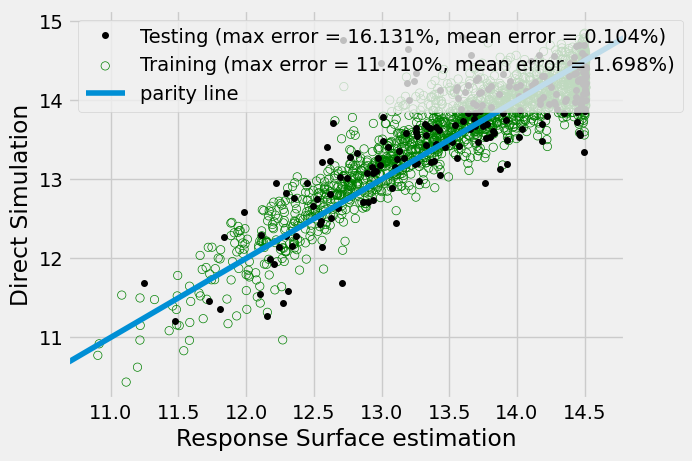 15
Testing (max error = 16.131%, mean error = 0.104%)
Training (max error = 11.410%, mean error = 1.698%)
parity line
14
13
12
11
Direct Simulation
11.0 11.5 12.0 12.5 13.0 13.5 14.0 14.5
Response Surface estimation